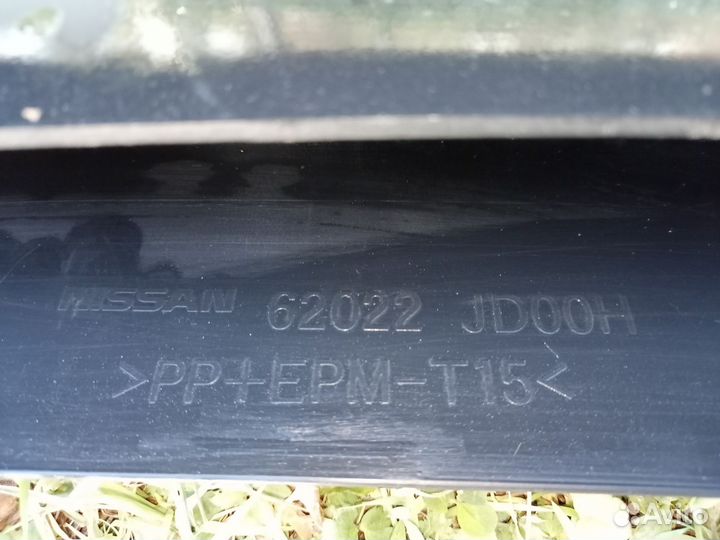 NISSAN 62022 JD00H
>PP+EPM-T15<
Avito